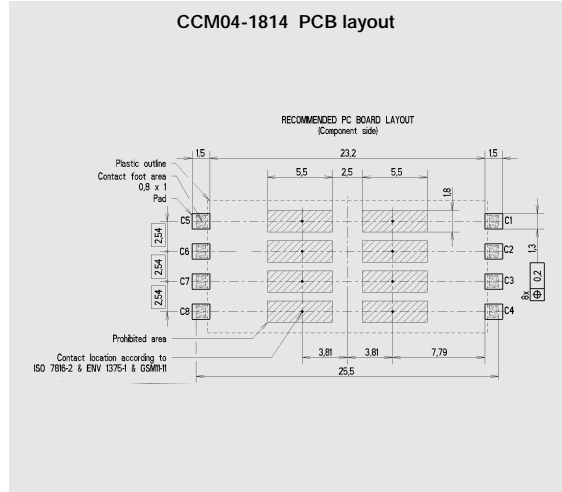 CCM04-1814 PCB layout
RECOMMENDED PC BOARD LAYOUT
(Component side)
1,5
23,2
1,5
Plastic outline
Contact foot area
0,8 x 1
Pad
5,5
2,5
5,5
1,8
C5
C1
2,54
C6
C2
1,3
2,54
C7
C3
8x
0,2
2,54
C8
C4
Prohibited area
Contact location according to
ISO 7816-2 & ENV 1375-1 & GSM11-11
3,81
3,81
7,79
25,5